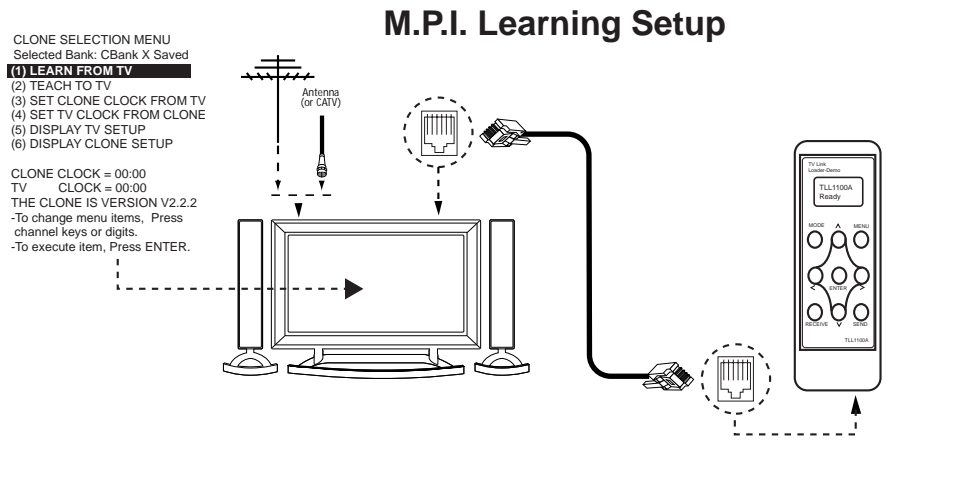 M.P.I. Learning Setup
CLONE SELECTION MENU
Selected Bank: CBank X Saved
(1) LEARN FROM TV
(2) TEACH TO TV
(3) SET CLONE CLOCK FROM TV
(4) SET TV CLOCK FROM CLONE
(5) DISPLAY TV SETUP
(6) DISPLAY CLONE SETUP
CLONE CLOCK = 00:00
TV CLOCK = 00:00
THE CLONE IS VERSION V2.2.2
-To change menu items, Press
channel keys or digits.
-To execute item, Press ENTER.
Antenna
(or CATV)
TV Link
Loader-Demo
TLL1100A
Ready
MODE ʌ MENU
< ENTER >
RECEIVE v SEND
TLL1100A